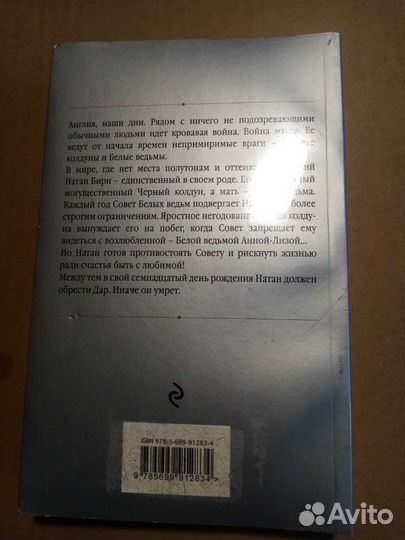 Англия, наши дни. Рядом с ничего не подозревающими
обычными людьми идет кровавая война. Война Ее
ведут от начала времен непримиримые враги –
колдуны и Белые ведьмы.
В мире, где нет места полутонам и
Натан Бирн – единственный в своем роде.
могущественный Черный колдун, а мать –
Каждый год Совет Белых ведьм подвергает более
строгим ограничениям. Яростное
на вынуждает его на побег, когда Совет запрещает ему
видеться с возлюбленной – Белой ведьмой Анной-Лизой...
Но Натан готов противостоять Совету и рискнуть жизнью
ради счастья быть с любимой!
Между тем в свой семнадцатый день рождения Натан должен
обрести Дар. Иначе он умрет.
ISBN 978-5-699-91283-4
9 785699 912834 >
Avito